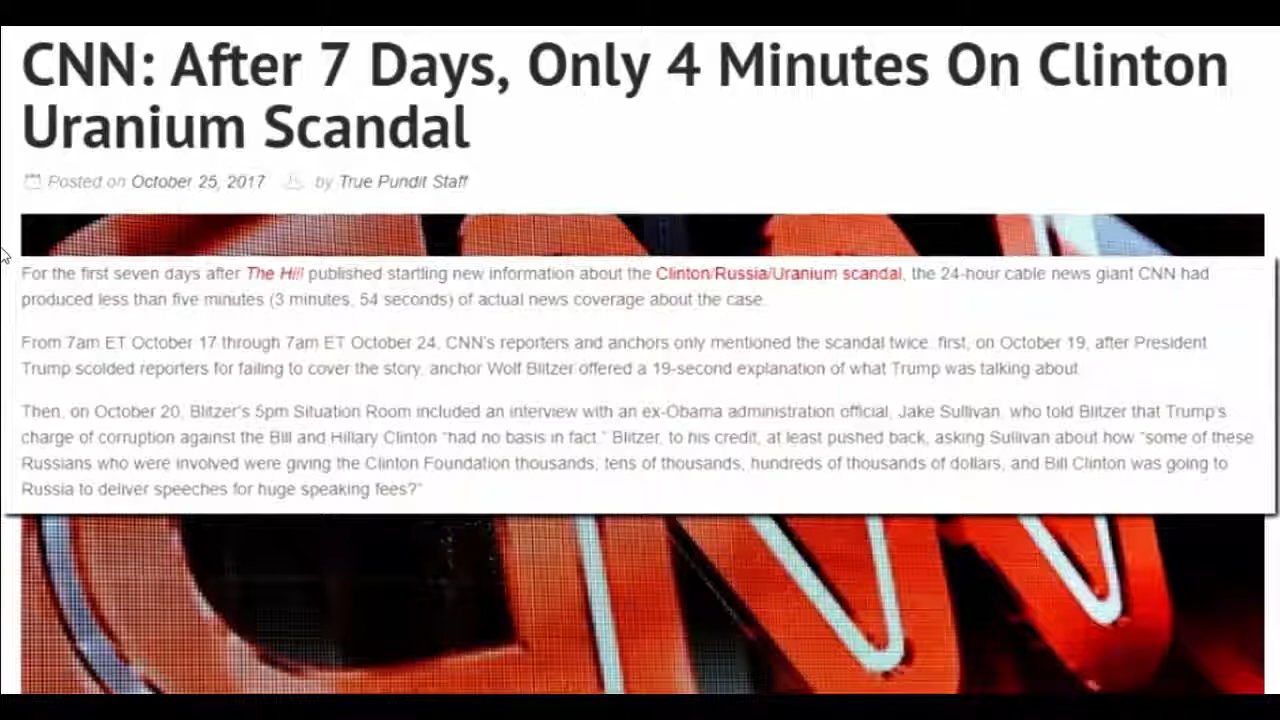 CNN: After 7 Days, Only 4 Minutes On Clinton
Uranium Scandal
Posted on October 25, 2017 by True Pundit Staff
For the first seven days after The Hill published startling new information about the Clinton/Russia/Uranium scandal, the 24-hour cable news giant CNN had
produced less than five minutes (3 minutes, 54 seconds) of actual news coverage about the case.
From 7am ET October 17 through 7am ET October 24, CNN's reporters and anchors only mentioned the scandal twice: first, on October 19, after President
Trump scolded reporters for failing to cover the story, anchor Wolf Blitzer offered a 19-second explanation of what Trump was talking about.
Then, on October 20, Blitzer's 5pm Situation Room included an interview with an ex-Obama administration official, Jake Sullivan, who told Blitzer that Trump's
charge of corruption against the Bill and Hillary Clinton "had no basis in fact." Blitzer, to his credit, at least pushed back, asking Sullivan about how "some of these
Russians who were involved were giving the Clinton Foundation thousands, tens of thousands, hundreds of thousands of dollars, and Bill Clinton was going to
Russia to deliver speeches for huge speaking fees?"